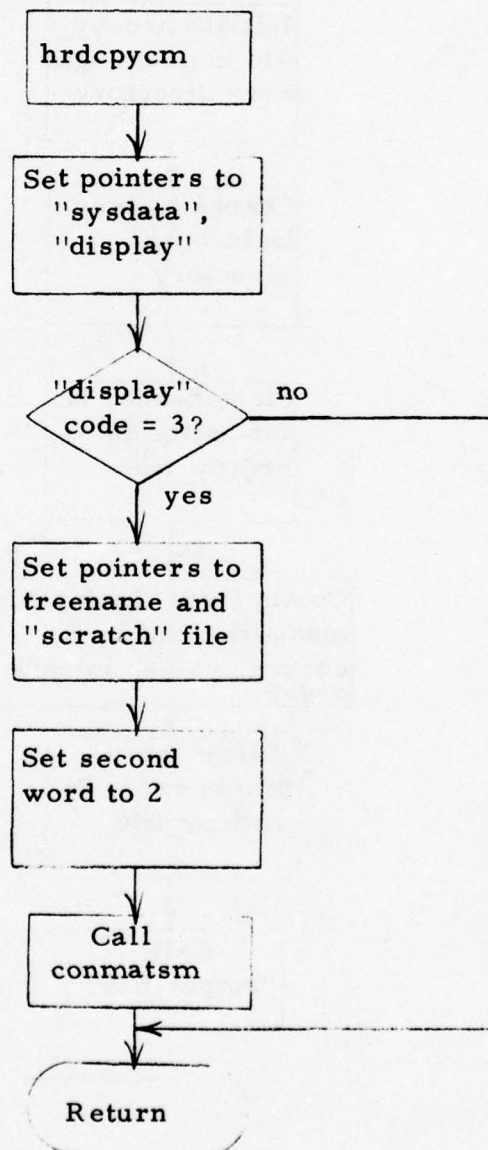 hrdcpycm
Set pointers to
"sysdata",
"display"
"display"
code = 3?
no
yes
Set pointers to
treename and
"scratch" file
Set second
word to 2
Call
conmatsm
Return